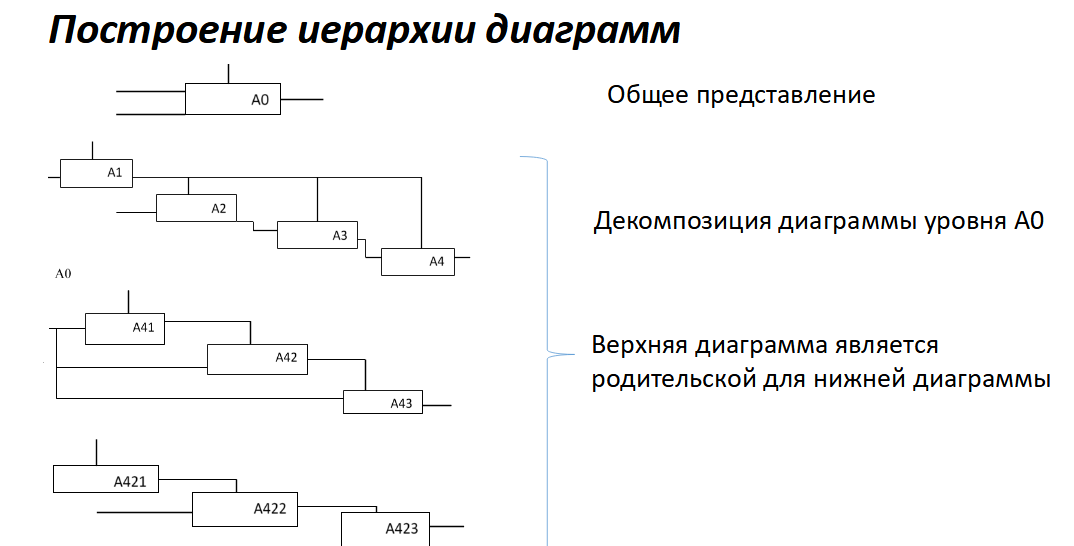 Построение иерархии диаграмм
A0
Общее представление
A1
A2
A3
A4
Декомпозиция диаграммы уровня A0
A0
A41
A42
A43
Верхняя диаграмма является
родительской для нижней диаграммы
A421
A422
A423